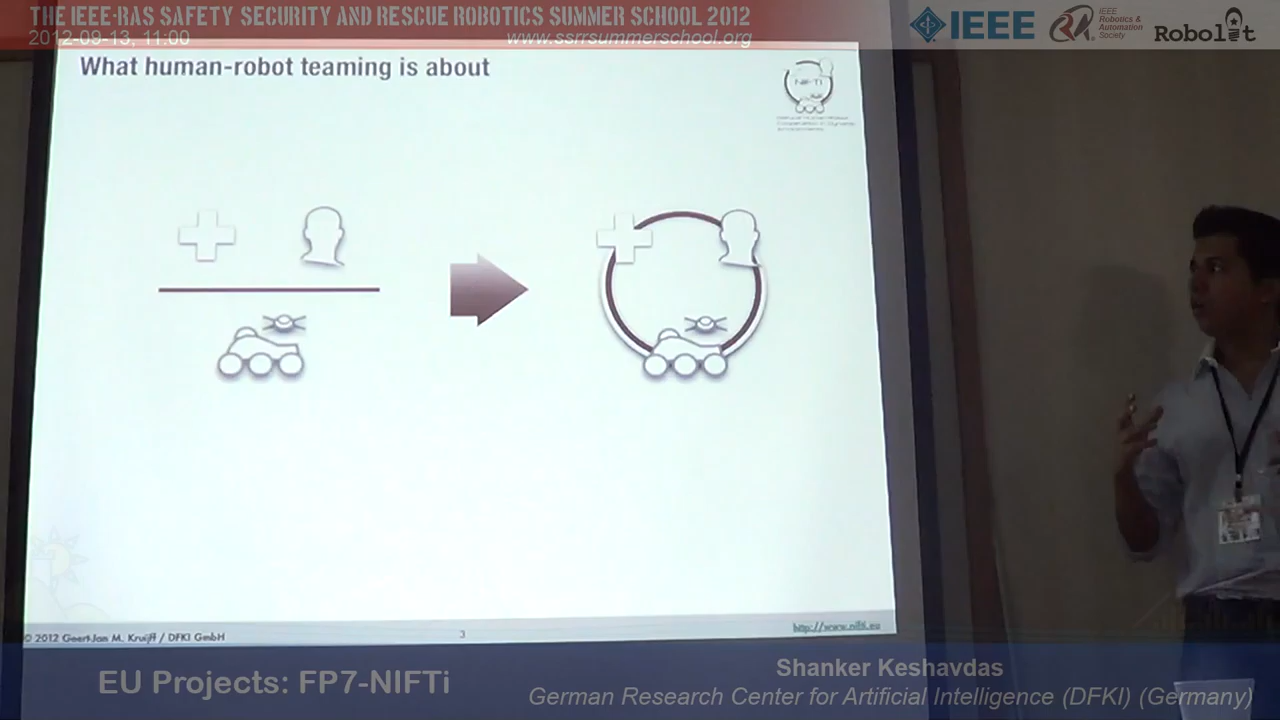 THE IEEE-RAS SAFETY SECURITY AND RESCUE ROBOTICS SUMMER SCHOOL 2012
2012-09-13, 11:00
www.ssrrsummerschool.org
IEEE
IEEE
Robotics &
Automation
Society
Robolit
What human-robot teaming is about
NIFTi
© 2012 Geert-Jan M. Kruijff / DFKI GmbH
3
http://www.nifti.eu
EU Projects: FP7-NIFTi
Shanker Keshavdas
German Research Center for Artificial Intelligence (DFKI) (Germany)